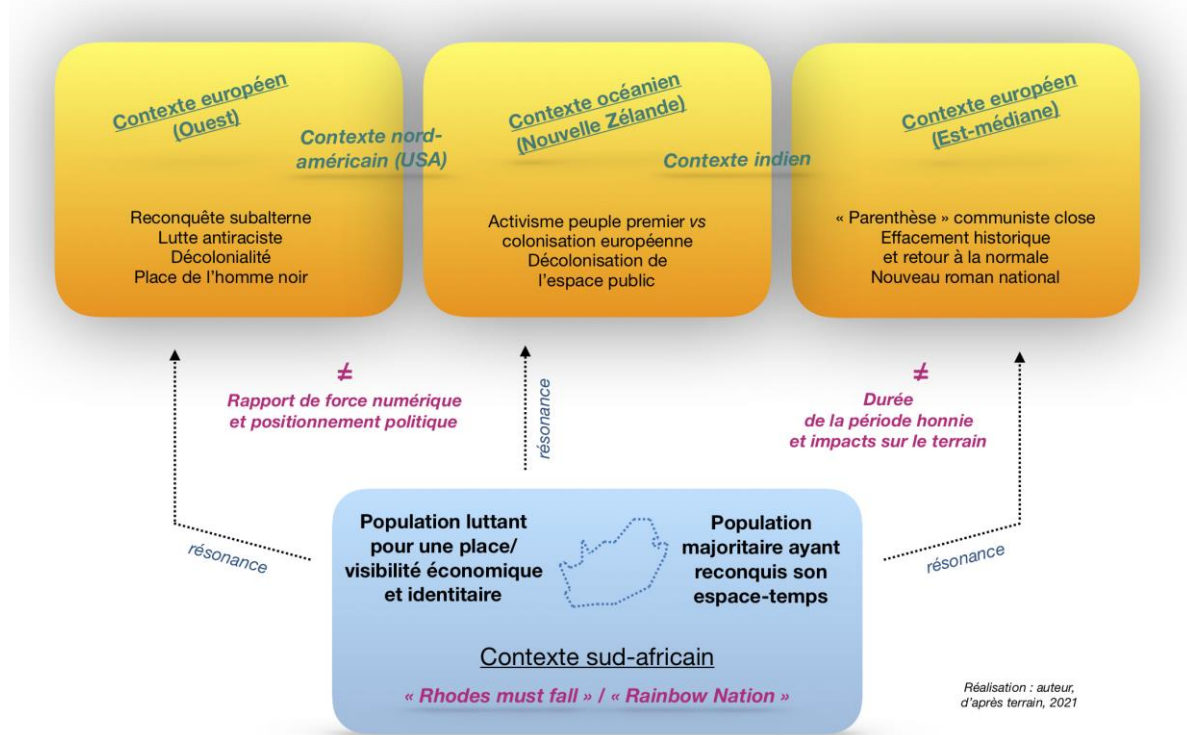 Contexte européen
(Ouest)
Contexte nord-
américain (USA)
Contexte océanien
(Nouvelle Zélande)
Contexte indien
Contexte européen
(Est-médiane)
Reconquête subalterne
Lutte antiraciste
Décolonialité
Place de l’homme noir
Activisme peuple premier vs
colonisation européenne
Décolonisation de
l’espace public
« Parenthèse » communiste close
Effacement historique
et retour à la normale
Nouveau roman national
≠
Rapport de force numérique
et positionnement politique
résonance
≠
Durée
de la période honnie
et impacts sur le terrain
résonance
résonance
Population luttant
pour une place/
visibilité économique
et identitaire
Population
majoritaire ayant
reconquis son
espace-temps
Contexte sud-africain
« Rhodes must fall » / « Rainbow Nation »
Réalisation : auteur,
d’après terrain, 2021